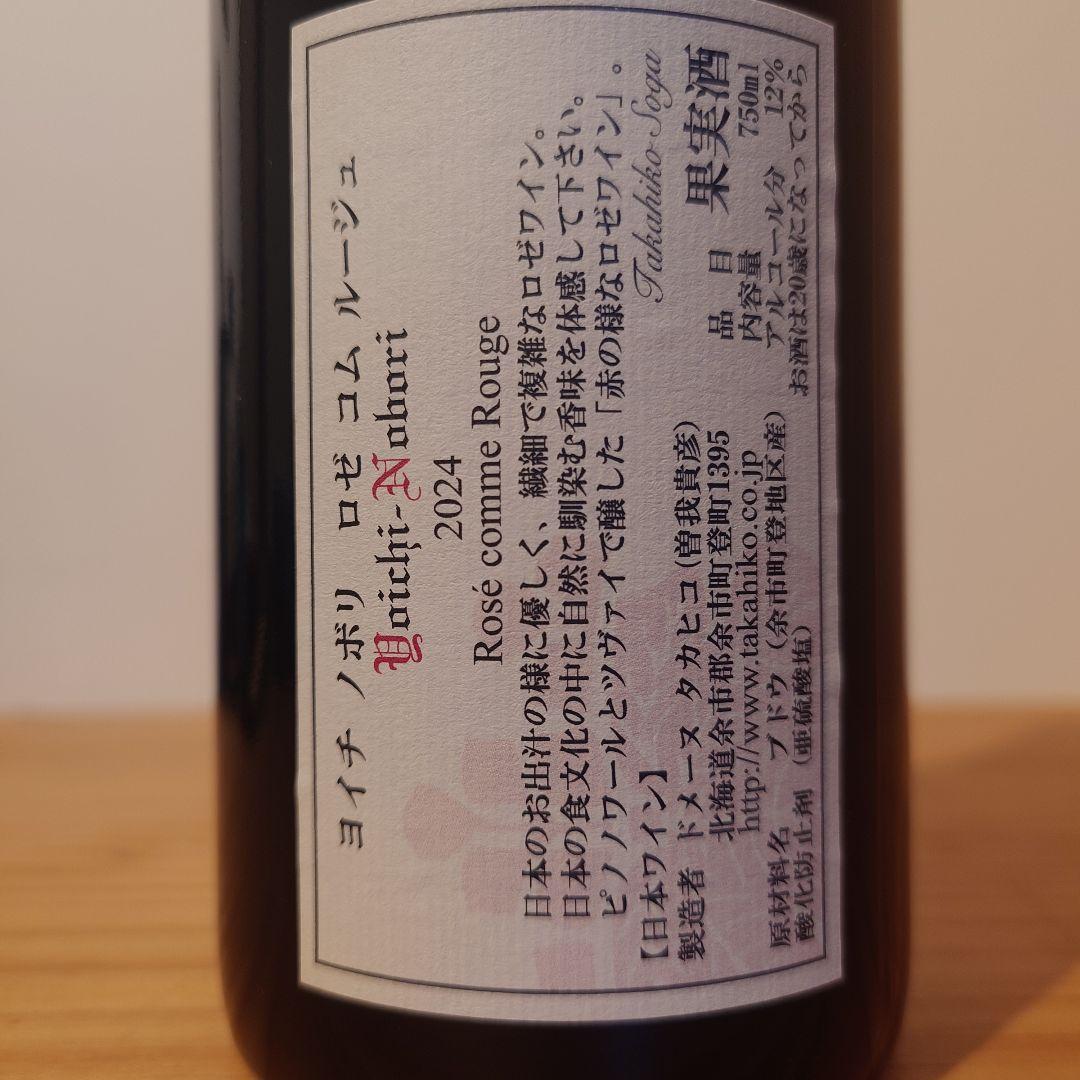 ヨイチ ノボリ ロゼ コム ルージュ
Yoichi-Nobori
2024
Rosé comme Rouge
日本のお出汁の様に優しく、繊細で複雑なロゼワイン。
日本の食文化の中に自然に馴染む香味を体感して下さい。
ピノノワールとツヴァイで醸した「赤の様なロゼワイン」。
Takahiko Soga
【日本ワイン】
製造者 ドメーヌ タカヒコ (曽我貴彦)
北海道余市郡余市町登町1395
http://www.takahiko.co.jp
原材料名 ブドウ (余市町登地区産)
酸化防止剤 (亜硫酸塩)
品目 果実酒
内容量 750ml
アルコール分 12%
お酒は20歳になってから